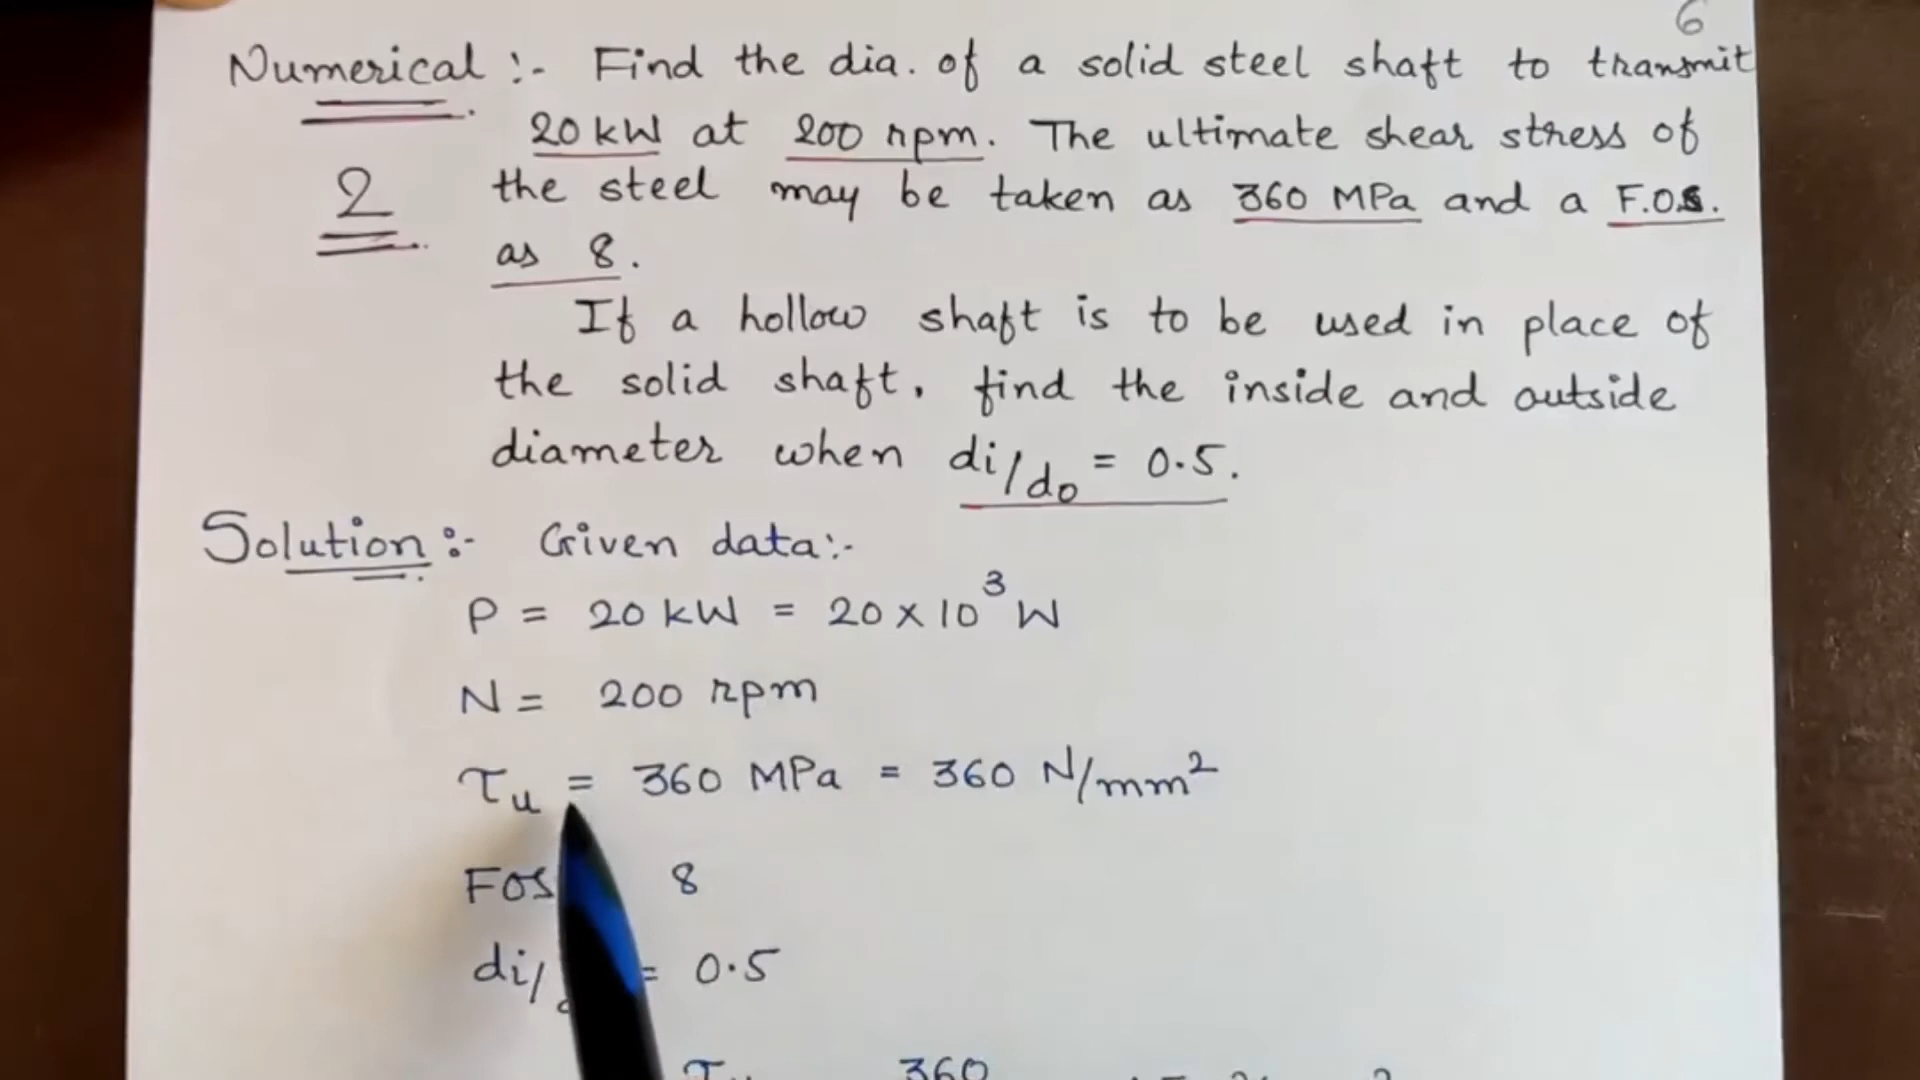 6
Numerical :- Find the dia. of a solid steel shaft to transmit
20 kW at 200 rpm. The ultimate shear stress of
2 the steel may be taken as 360 MPa and a F.O.S.
as 8.
If a hollow shaft is to be used in place of
the solid shaft, find the inside and outside
diameter when di/do = 0.5.
Solution :- Given data:-
P = 20 kW = 20 x 10³ W
N = 200 rpm
τu = 360 MPa = 360 N/mm²
FOS 8
di/ = 0.5
360